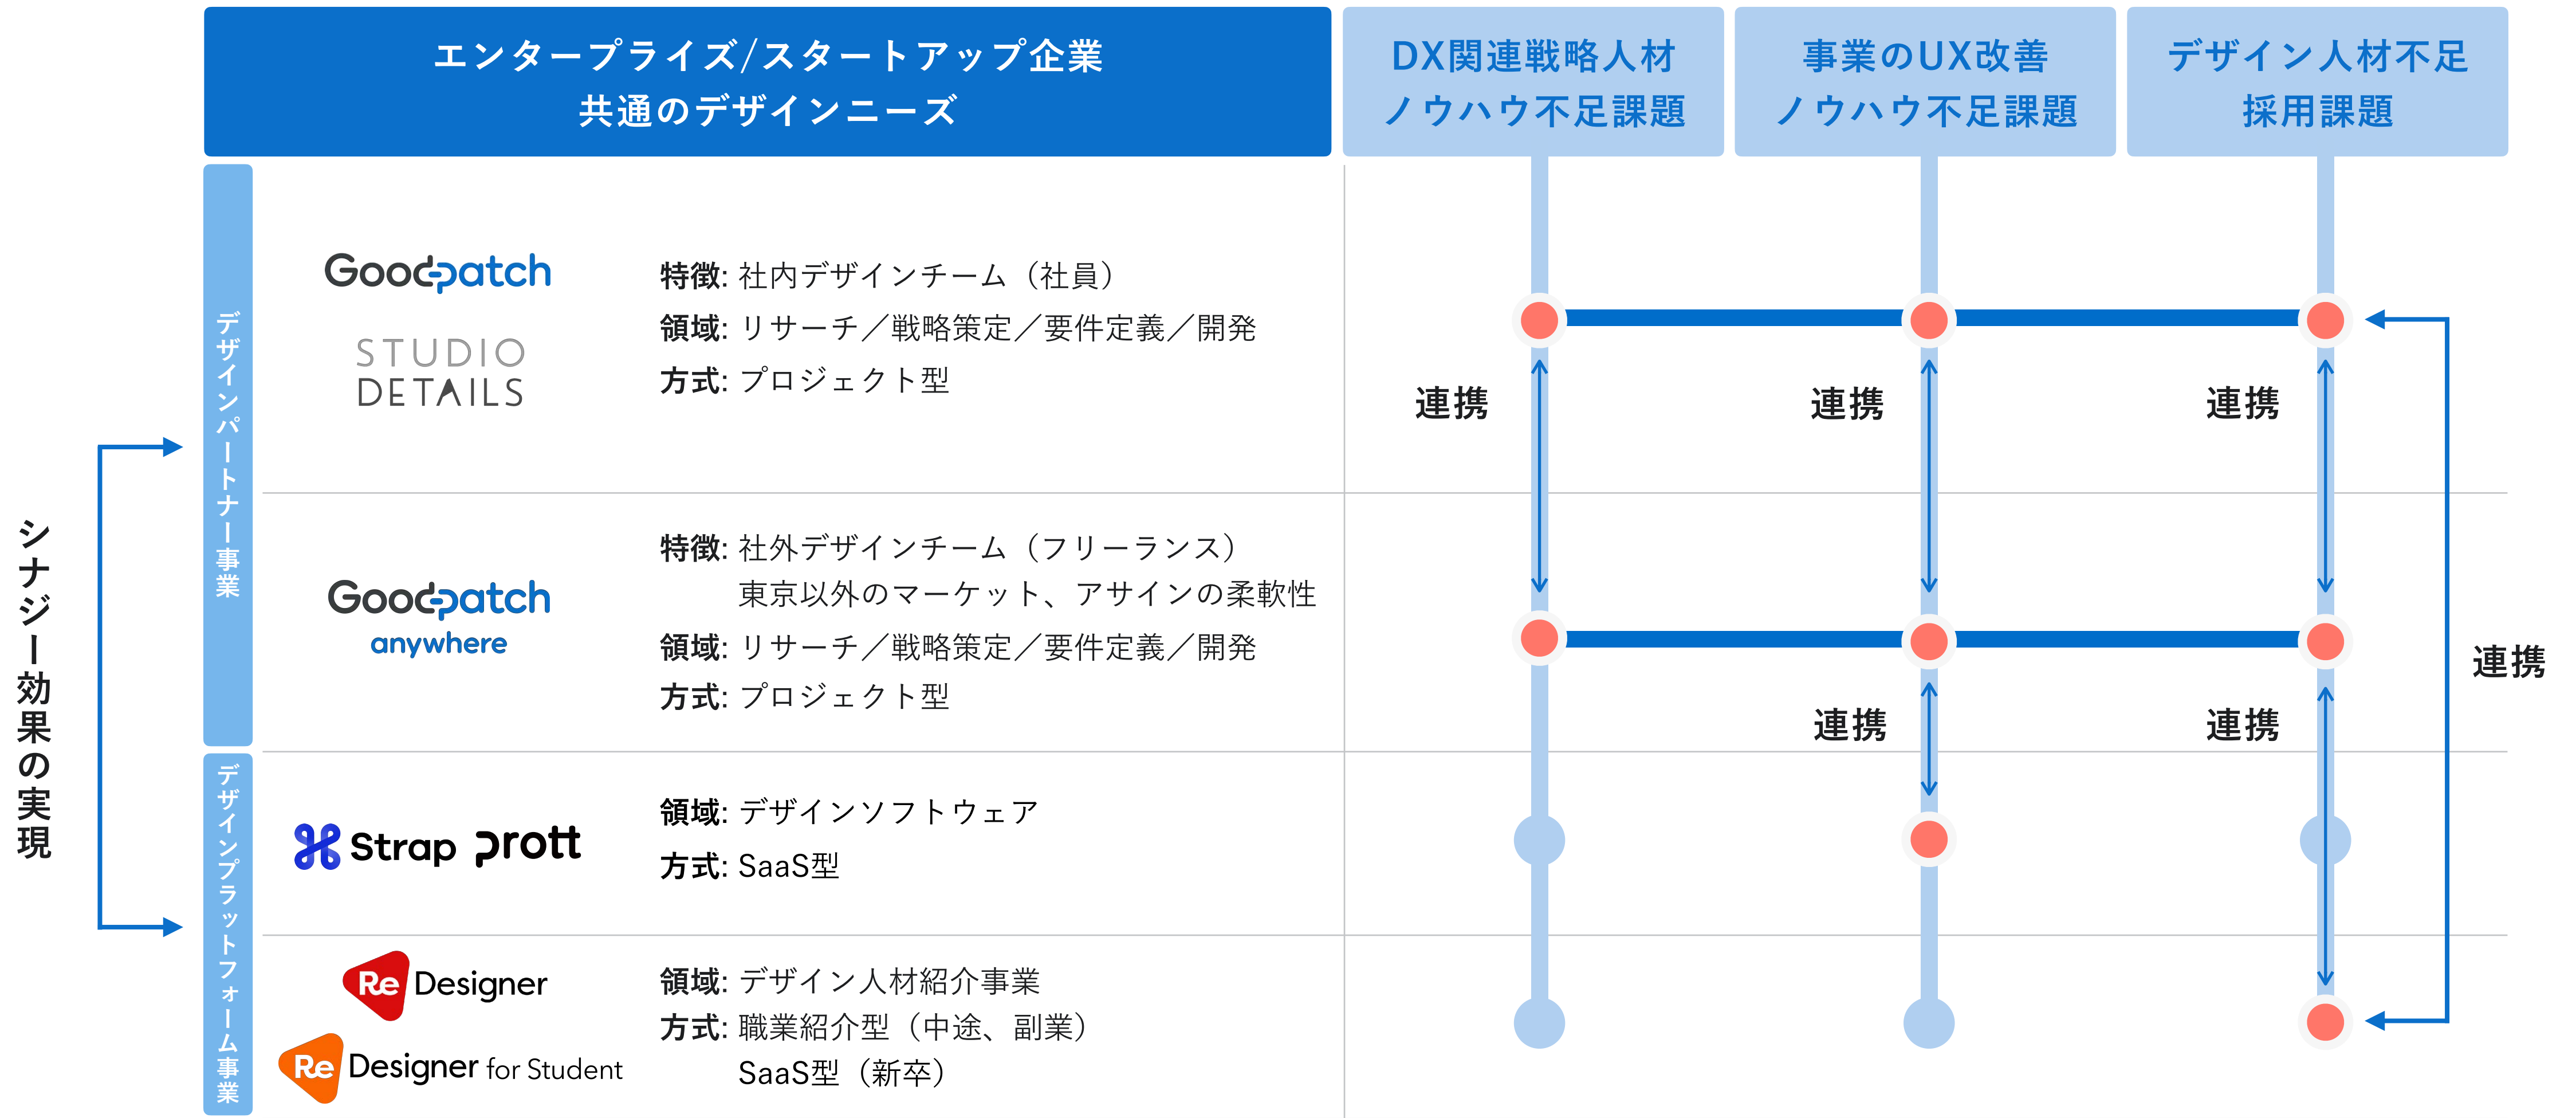 エンタープライズ/スタートアップ企業
共通のデザインニーズ
DX関連戦略人材
ノウハウ不足課題
事業のUX改善
ノウハウ不足課題
デザイン人材不足
採用課題
シナジー効果の実現
デザインパートナー事業
Goodpatch
STUDIO
DETAILS
特徴: 社内デザインチーム（社員）
領域: リサーチ／戦略策定／要件定義／開発
方式: プロジェクト型
連携
連携
連携
Goodpatch
anywhere
特徴: 社外デザインチーム（フリーランス）
東京以外のマーケット、アサインの柔軟性
領域: リサーチ／戦略策定／要件定義／開発
方式: プロジェクト型
連携
連携
連携
デザインプラットフォーム事業
Strap prott
領域: デザインソフトウェア
方式: SaaS型
Re Designer
Re Designer for Student
領域: デザイン人材紹介事業
方式: 職業紹介型（中途、副業）
SaaS型（新卒）